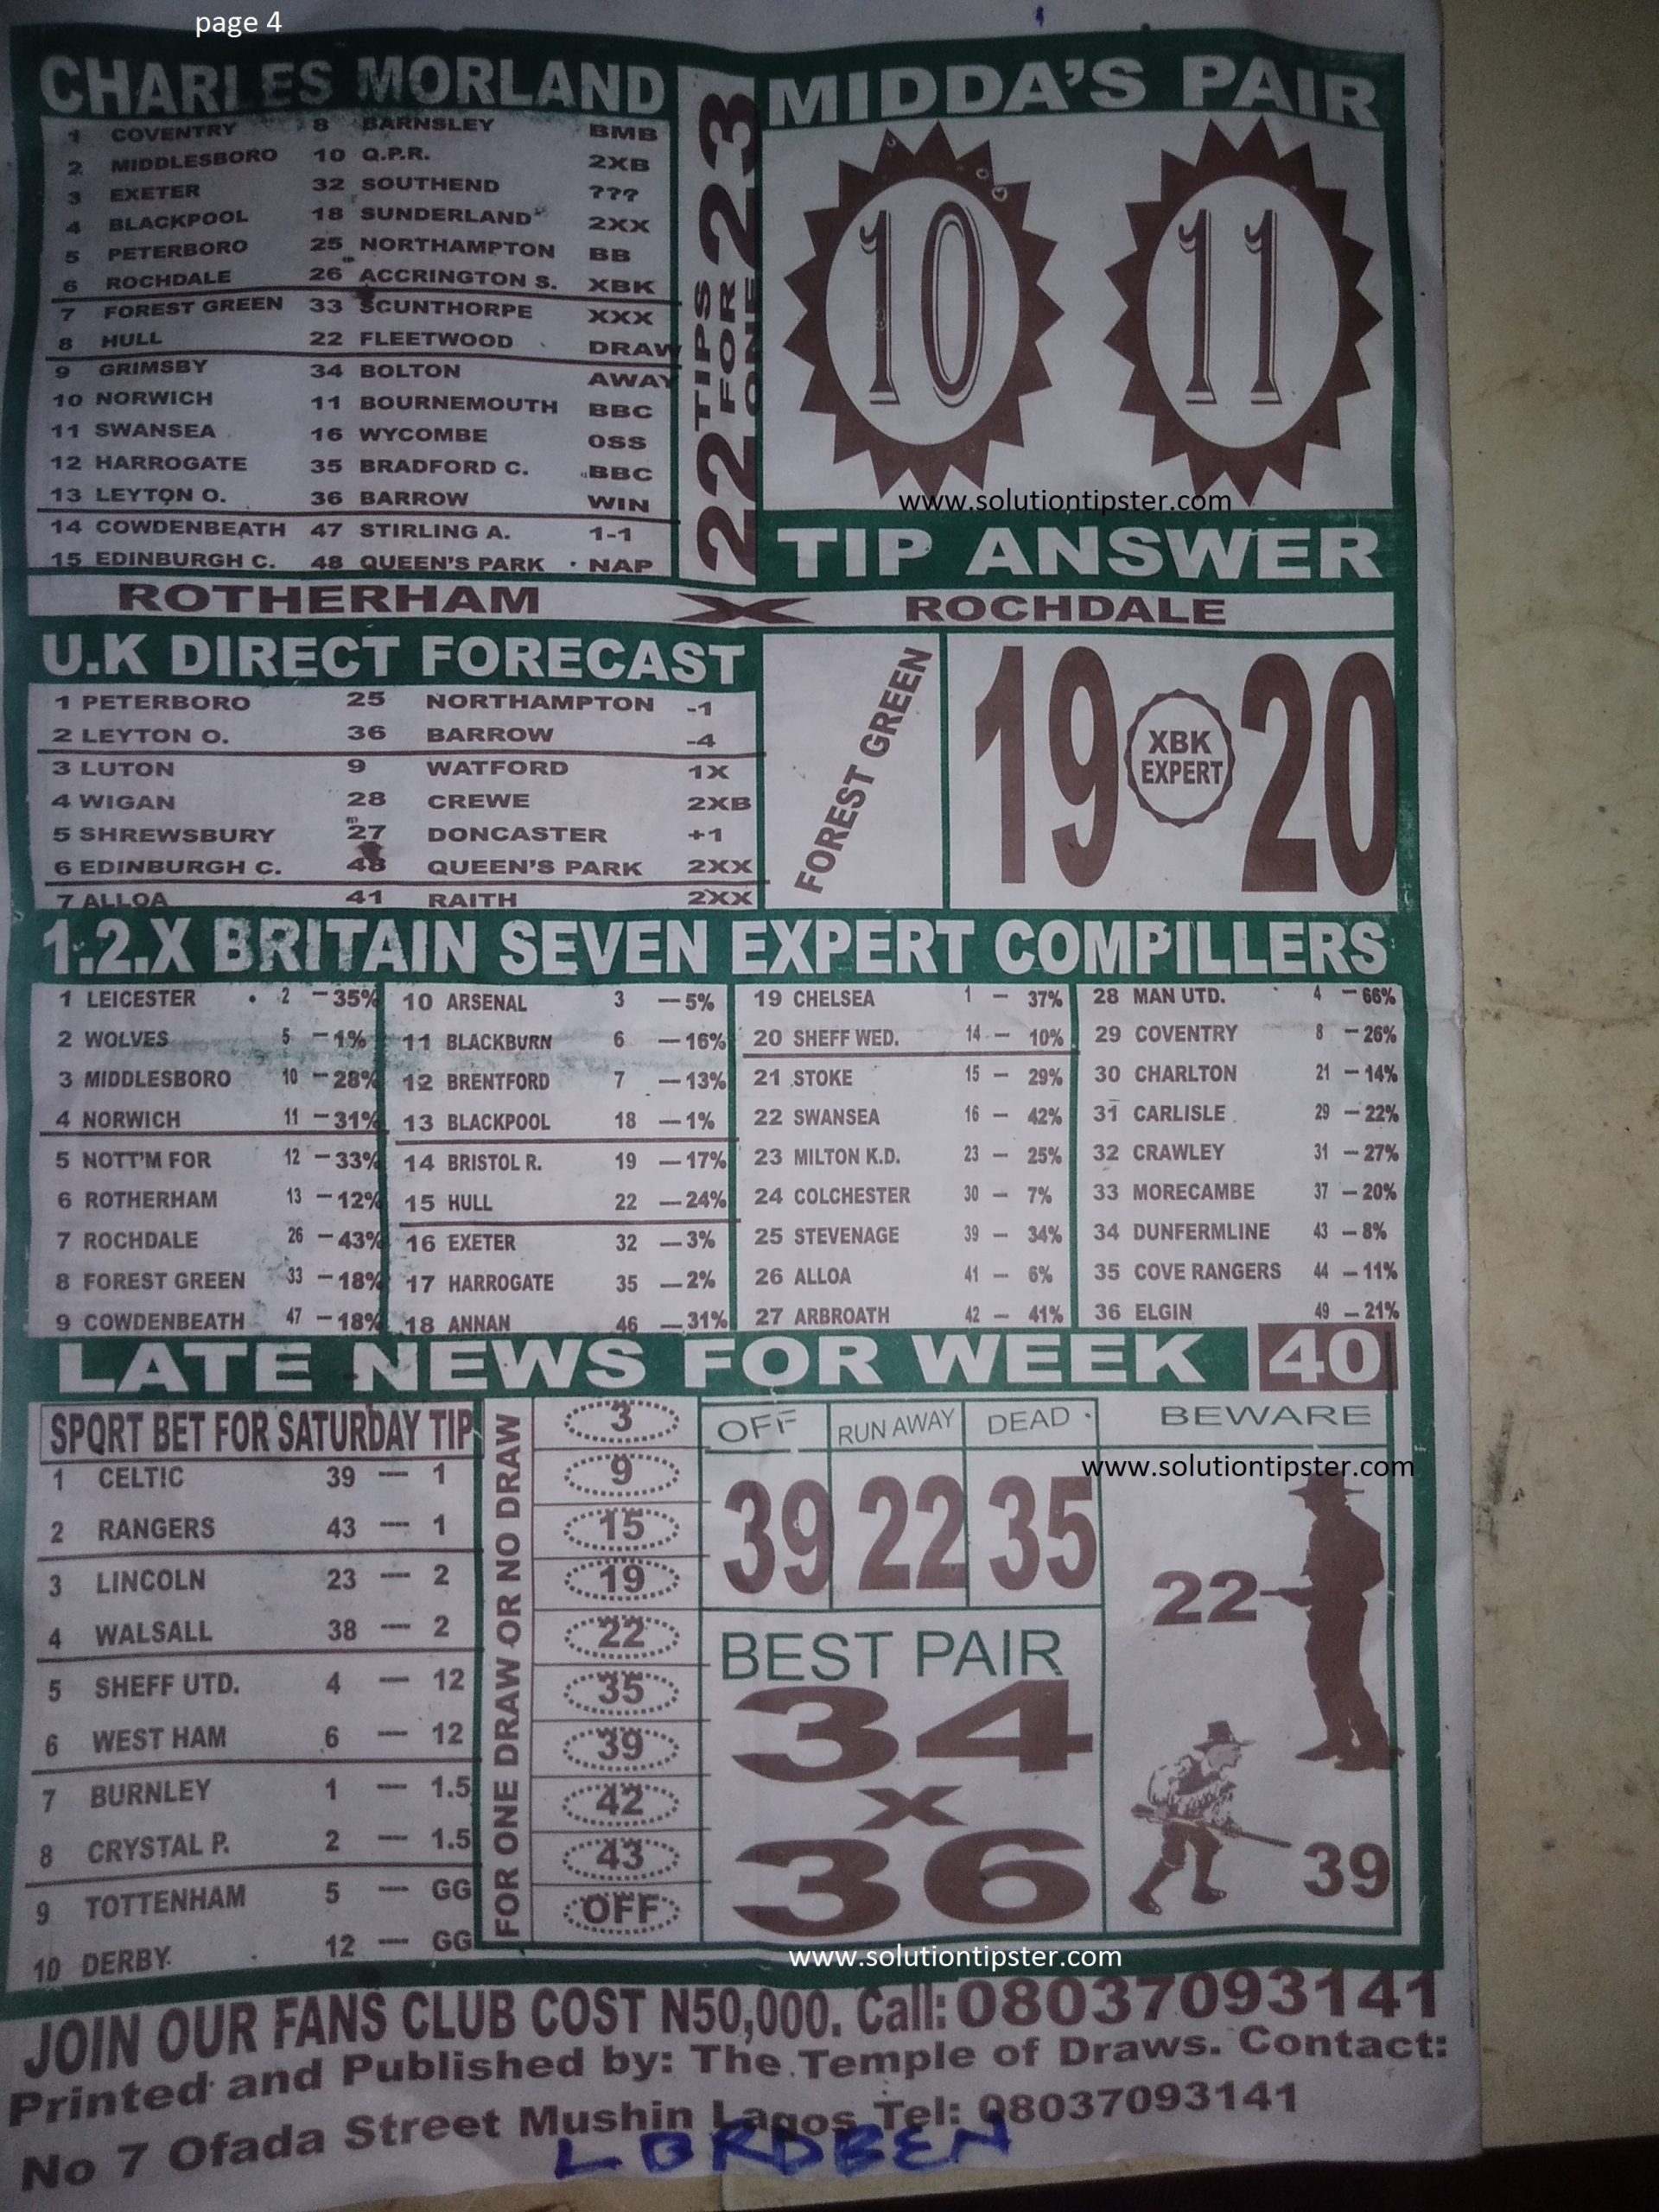 page 4
CHARLES MORLAND
1 COVENTRY 8 BARNSLEY BMB
2 MIDDLESBORO 10 Q.P.R. 2XB
3 EXETER 32 SOUTHEND ???
4 BLACKPOOL 18 SUNDERLAND 2XX
5 PETERBORO 25 NORTHAMPTON BB
6 ROCHDALE 26 ACCRINGTON S. XBK
7 FOREST GREEN 33 SCUNTHORPE XXX
8 HULL 22 FLEETWOOD DRAW
9 GRIMSBY 34 BOLTON AWAY
10 NORWICH 11 BOURNEMOUTH BBC
11 SWANSEA 16 WYCOMBE OSS
12 HARROGATE 35 BRADFORD C. BBC
13 LEYTON O. 36 BARROW WIN
14 COWDENBEATH 47 STIRLING A. 1-1
15 EDINBURGH C. 48 QUEEN'S PARK NAP
22 TIPS FOR ONE 23
MIDDA'S PAIR
10 11
www.solutiontipster.com
TIP ANSWER
ROTHERHAM X ROCHDALE
U.K DIRECT FORECAST
1 PETERBORO 25 NORTHAMPTON -1
2 LEYTON O. 36 BARROW -4
3 LUTON 9 WATFORD 1X
4 WIGAN 28 CREWE 2XB
5 SHREWSBURY 27 DONCASTER +1
6 EDINBURGH C. 48 QUEEN'S PARK 2XX
7 ALLOA 41 RAITH 2XX
FOREST GREEN
19 XBK EXPERT 20
1.2.X BRITAIN SEVEN EXPERT COMPILLERS
1 LEICESTER 2 – 35%
2 WOLVES 5 – 1%
3 MIDDLESBORO 10 – 28%
4 NORWICH 11 – 31%
5 NOTT'M FOR 12 – 33%
6 ROTHERHAM 13 – 12%
7 ROCHDALE 26 – 43%
8 FOREST GREEN 33 – 18%
9 COWDENBEATH 47 – 18%
10 ARSENAL 3 – 5%
11 BLACKBURN 6 – 16%
12 BRENTFORD 7 – 13%
13 BLACKPOOL 18 – 1%
14 BRISTOL R. 19 – 17%
15 HULL 22 – 24%
16 EXETER 32 – 3%
17 HARROGATE 35 – 2%
18 ANNAN 46 – 31%
19 CHELSEA 1 – 37%
20 SHEFF WED. 14 – 10%
21 STOKE 15 – 29%
22 SWANSEA 16 – 42%
23 MILTON K.D. 23 – 25%
24 COLCHESTER 30 – 7%
25 STEVENAGE 39 – 34%
26 ALLOA 41 – 6%
27 ARBROATH 42 – 41%
28 MAN UTD. 4 – 66%
29 COVENTRY 8 – 26%
30 CHARLTON 21 – 14%
31 CARLISLE 29 – 22%
32 CRAWLEY 31 – 27%
33 MORECAMBE 37 – 20%
34 DUNFERMLINE 43 – 8%
35 COVE RANGERS 44 – 11%
36 ELGIN 49 – 21%
LATE NEWS FOR WEEK 40
SPORT BET FOR SATURDAY TIP
1 CELTIC 39 – 1
2 RANGERS 43 – 1
3 LINCOLN 23 – 2
4 WALSALL 38 – 2
5 SHEFF UTD. 4 – 12
6 WEST HAM 6 – 12
7 BURNLEY 1 – 1.5
8 CRYSTAL P. 2 – 1.5
9 TOTTENHAM 5 – GG
10 DERBY. 12 – GG
FOR ONE DRAW OR NO DRAW
3
9
15
19
22
35
39
42
43
OFF
OFF RUN AWAY DEAD
39 22 35
BEST PAIR
34
X
36
BEWARE
www.solutiontipster.com
22
39
www.solutiontipster.com
JOIN OUR FANS CLUB COST N50,000. Call: 08037093141
Printed and Published by: The Temple of Draws. Contact:
No 7 Ofada Street Mushin Lagos Tel: 08037093141
LORDBEN